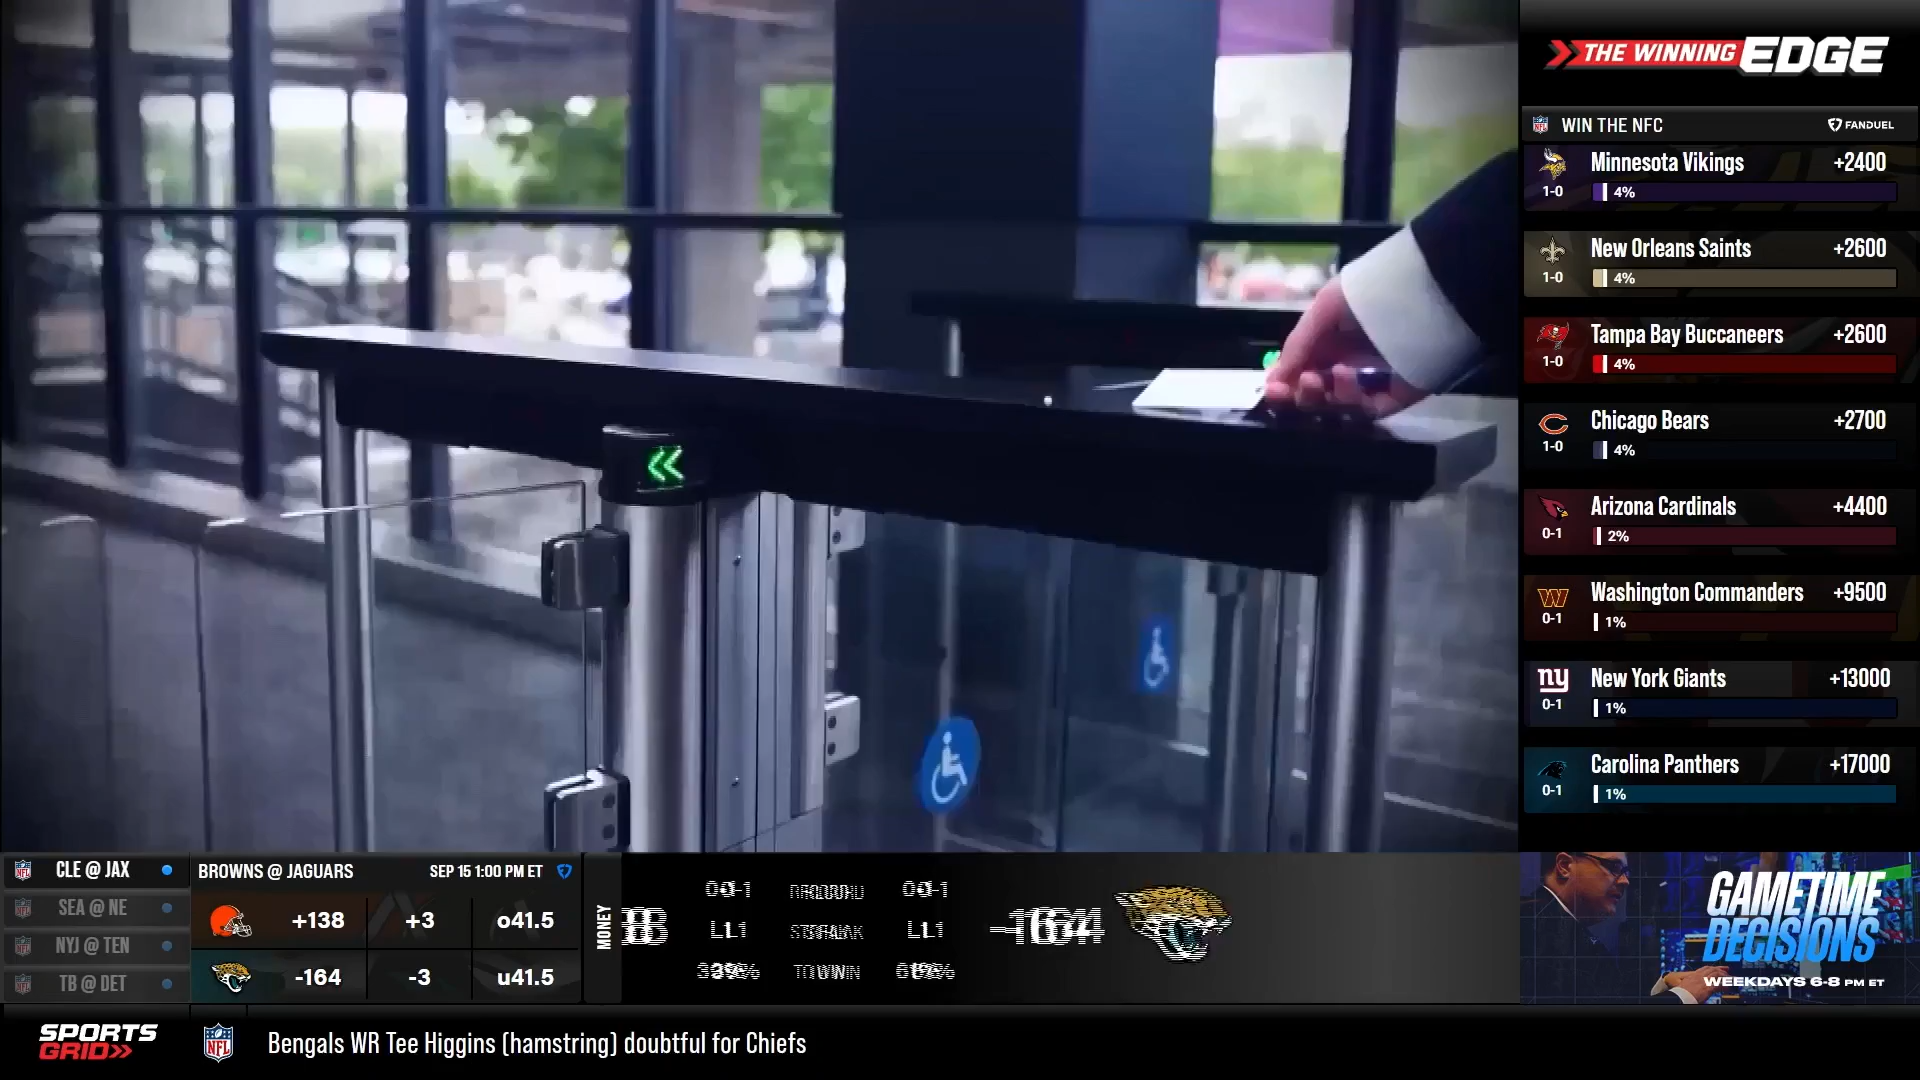 THE WINNING EDGE
NFL WIN THE NFC FANDUEL
Minnesota Vikings +2400
1-0 4%
New Orleans Saints +2600
1-0 4%
Tampa Bay Buccaneers +2600
1-0 4%
Chicago Bears +2700
1-0 4%
Arizona Cardinals +4400
0-1 2%
Washington Commanders +9500
0-1 1%
ny New York Giants +13000
0-1 1%
Carolina Panthers +17000
0-1 1%
CLE @ JAX
SEA @ NE
NYJ @ TEN
TB @ DET
BROWNS @ JAGUARS SEP 15 1:00 PM ET
+138 +3 o41.5
-164 -3 u41.5
MONEY
TO WIN
GAMETIME
DECISIONS
WEEKDAYS 6-8 PM ET
SPORTS
GRID
NFL Bengals WR Tee Higgins (hamstring) doubtful for Chiefs